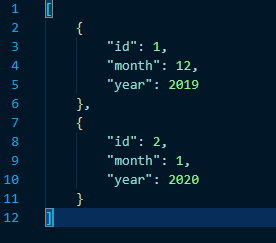 1 [
2     {
3         "id": 1,
4         "month": 12,
5         "year": 2019
6     },
7     {
8         "id": 2,
9         "month": 1,
10         "year": 2020
11     }
12 ]